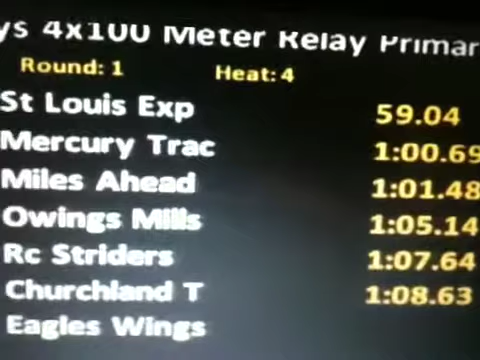 ys 4x100 Meter Relay Primar
Round: 1 Heat: 4
St Louis Exp 59.04
Mercury Trac 1:00.69
Miles Ahead 1:01.48
Owings Mills 1:05.14
Rc Striders 1:07.64
Churchland T 1:08.63
Eagles Wings